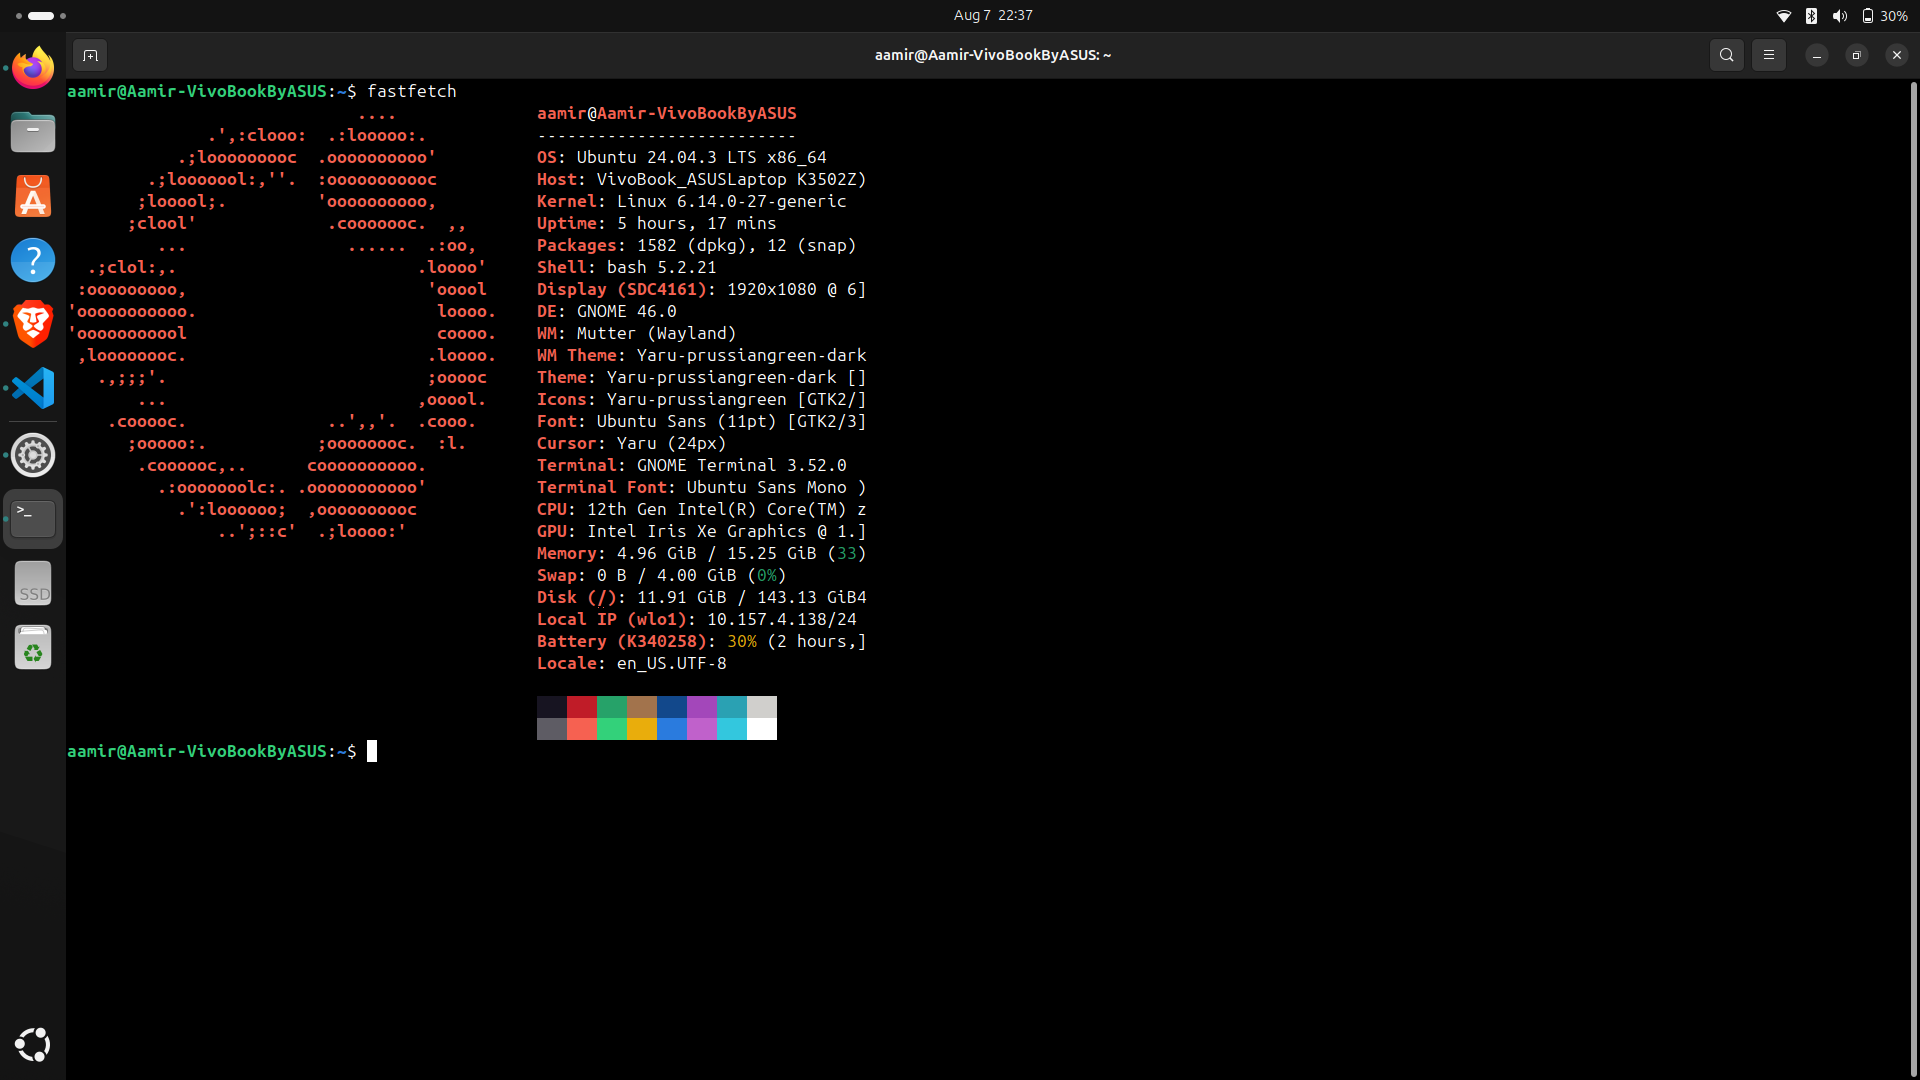 Aug 7 22:37
30%
aamir@Aamir-VivoBookByASUS: ~
aamir@Aamir-VivoBookByASUS:~$ fastfetch
....
.',:clooo: .:looooo:.
.;looooooooc .oooooooooo'
.;looooool:,''. :ooooooooooc
;looool;. 'oooooooooo,
;clool' .cooooooc. ,,
... ...... .:oo,
.;clol:,. .loooo'
:ooooooooo, 'ooool
'ooooooooooo. loooo.
'ooooooooool coooo.
,loooooooc. .loooo.
.,;;;'. ;ooooc
... ,ooool.
.cooooc. ..',,'. .cooo.
;ooooo:. ;oooooooc. :l.
.coooooc,.. coooooooooo.
.:ooooooolc:. .ooooooooooo'
.':loooooo; ,oooooooooc
..';::c' .;loooo:'
aamir@Aamir-VivoBookByASUS
--------------------------
OS: Ubuntu 24.04.3 LTS x86_64
Host: VivoBook_ASUSLaptop K3502Z)
Kernel: Linux 6.14.0-27-generic
Uptime: 5 hours, 17 mins
Packages: 1582 (dpkg), 12 (snap)
Shell: bash 5.2.21
Display (SDC4161): 1920x1080 @ 6]
DE: GNOME 46.0
WM: Mutter (Wayland)
WM Theme: Yaru-prussiangreen-dark
Theme: Yaru-prussiangreen-dark []
Icons: Yaru-prussiangreen [GTK2/]
Font: Ubuntu Sans (11pt) [GTK2/3]
Cursor: Yaru (24px)
Terminal: GNOME Terminal 3.52.0
Terminal Font: Ubuntu Sans Mono )
CPU: 12th Gen Intel(R) Core(TM) z
GPU: Intel Iris Xe Graphics @ 1.]
Memory: 4.96 GiB / 15.25 GiB (33)
Swap: 0 B / 4.00 GiB (0%)
Disk (/): 11.91 GiB / 143.13 GiB4
Local IP (wlo1): 10.157.4.138/24
Battery (K340258): 30% (2 hours,]
Locale: en_US.UTF-8
aamir@Aamir-VivoBookByASUS:~$
>_
SSD